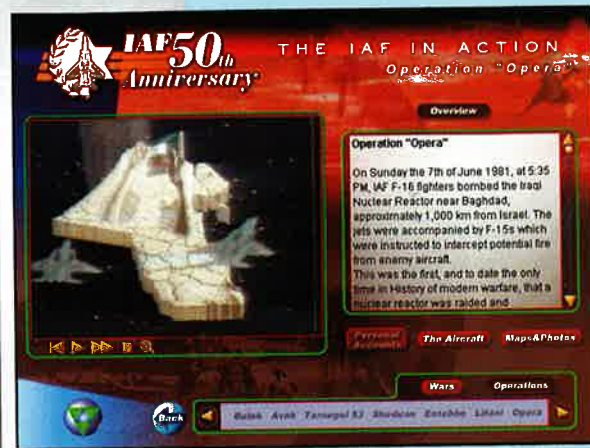 IAF 50th
Anniversary
THE IAF IN ACTION
Operation "Opera"
Overview
Operation "Opera"
On Sunday the 7th of June 1981, at 5:35
PM, IAF F-16 fighters bombed the Iraqi
Nuclear Reactor near Baghdad,
approximately 1,000 km from Israel. The
jets were accompanied by F-15s which
were instructed to intercept potential fire
from enemy aircraft.
This was the first, and to date the only
time in History of modern warfare, that a
nuclear reactor was raided and
Personal
Accounts
The Aircraft
Maps&Photos
Wars
Operations
Back
Balak Avak Tarnegol 53 Shodedim Entebbe Litani Opera